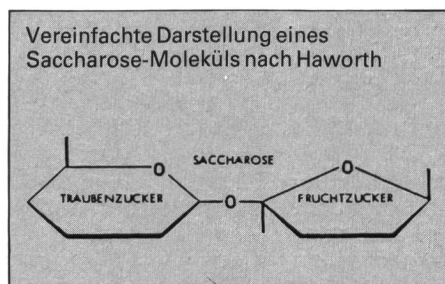 Vereinfachte Darstellung eines
Saccharose-Moleküls nach Haworth
O
SACCHAROSE
O
TRAUBENZUCKER
O
FRUCHTZUCKER